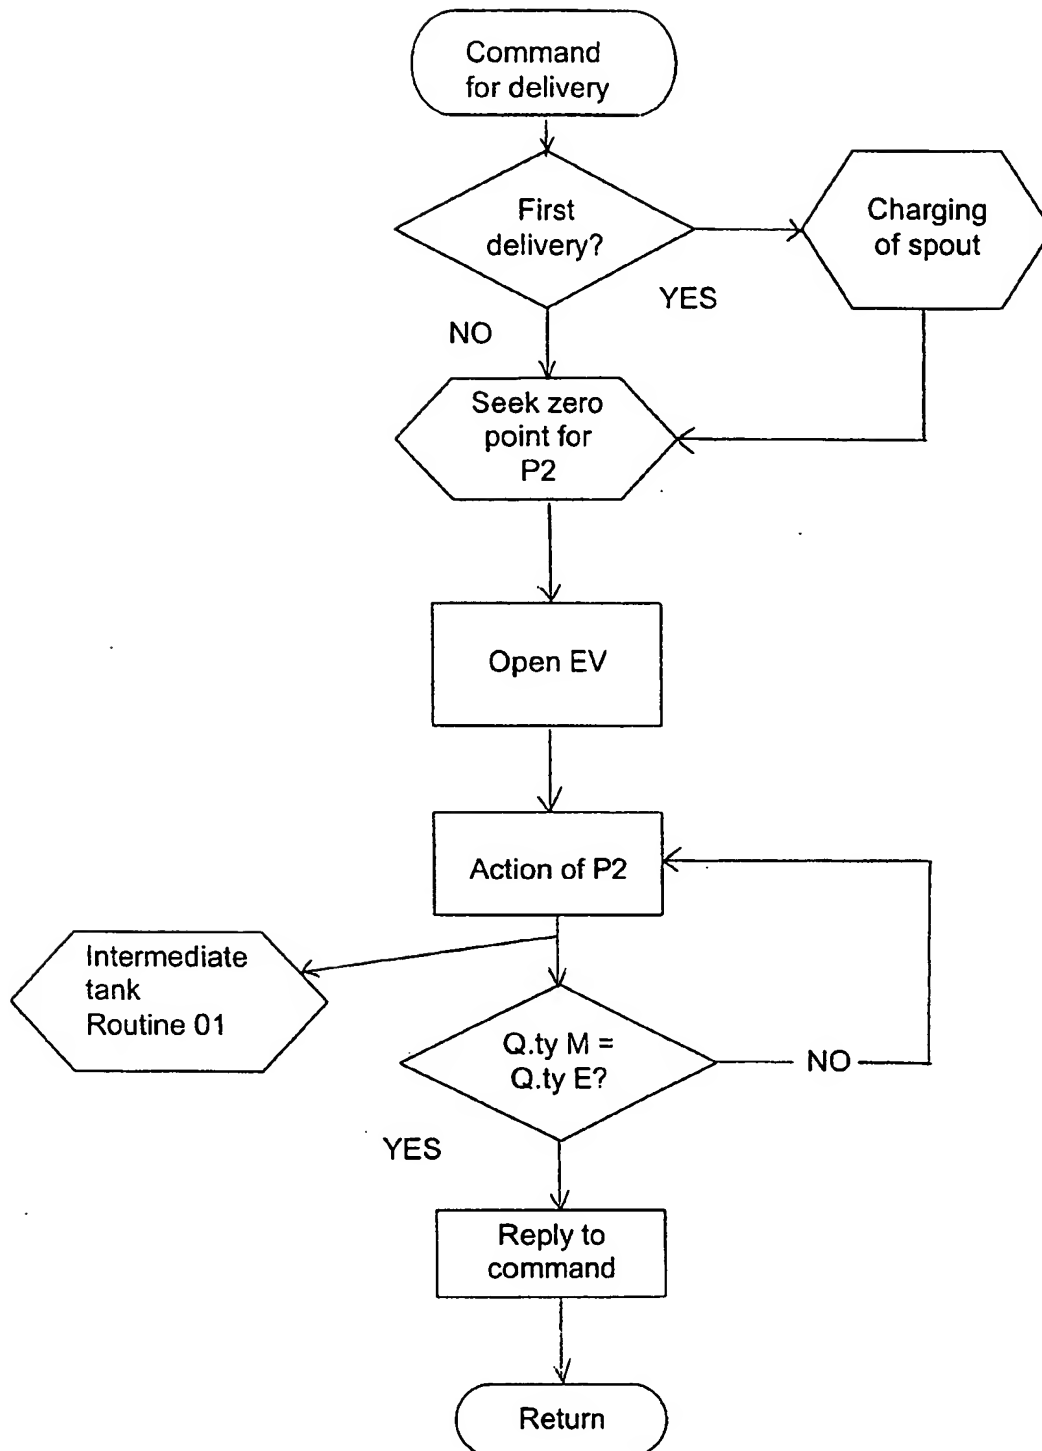 Command
for delivery
First
delivery?
Charging
of spout
YES
NO
Seek zero
point for
P2
Open EV
Action of P2
Intermediate
tank
Routine 01
Q.ty M =
Q.ty E?
NO
YES
Reply to
command
Return